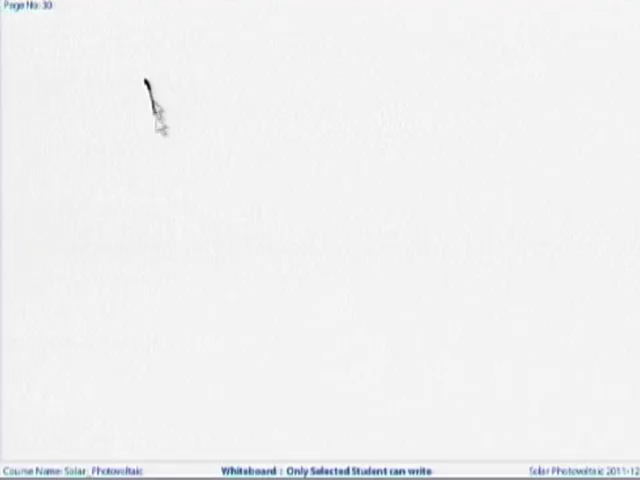 Page No: 30
Course Name: Solar_Photovoltaic
Whiteboard : Only Selected Student can write
Solar Photovoltaic 2011-12